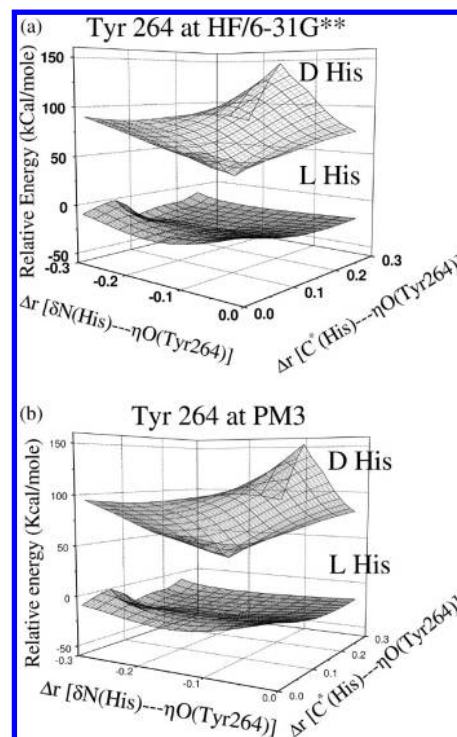 (a) Tyr 264 at HF/6-31G**
D His
L His
Relative Energy (kCal/mole)
150
100
50
0
-50
-0.3
-0.2
-0.1
0.0
0.0
0.1
0.2
0.3
Δr [δN(His)---ηO(Tyr264)]
Δr [Cᵃ(His)---ηO(Tyr264)]
(b) Tyr 264 at PM3
D His
L His
Relative energy (Kcal/mole)
150
100
50
0
-50
-0.3
-0.2
-0.1
0.0
0.0
0.1
0.2
0.3
Δr [δN(His)---ηO(Tyr264)]
Δr [Cᵃ(His)---ηO(Tyr264)]